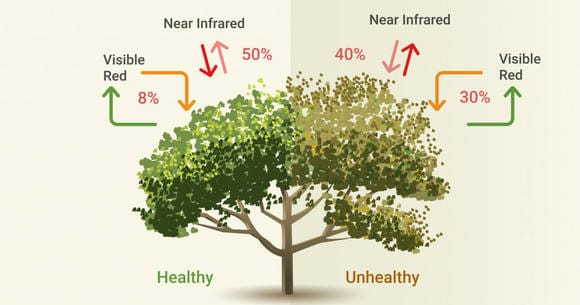 Near Infrared
50%
Visible
Red
8%
Near Infrared
40%
Visible
Red
30%
Healthy
Unhealthy